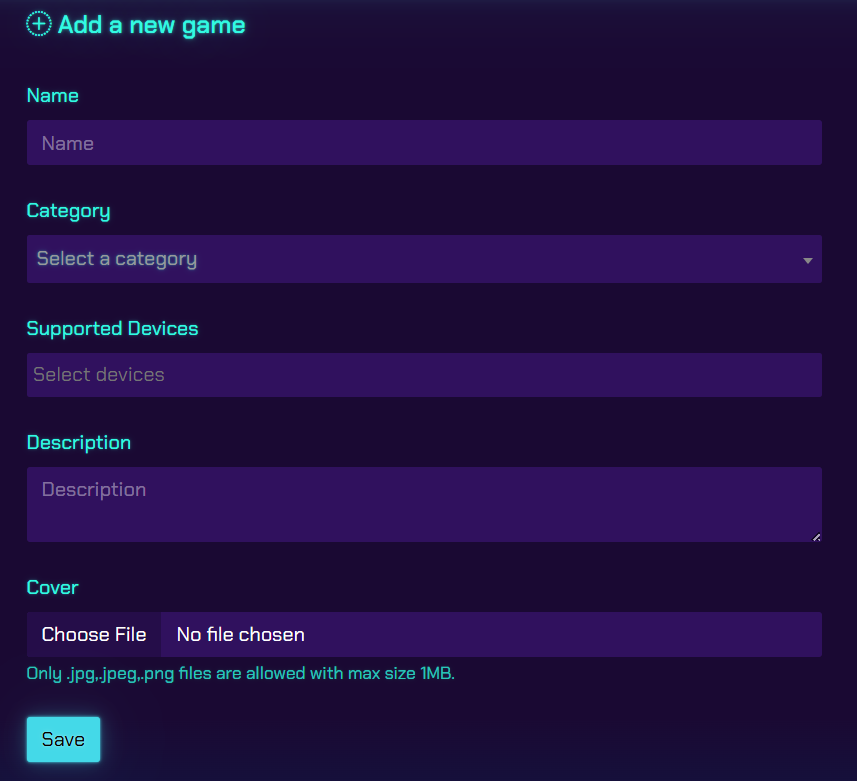 Add a new game
Name
Name
Category
Select a category
Supported Devices
Select devices
Description
Description
Cover
Choose File No file chosen
Only .jpg,.jpeg,.png files are allowed with max size 1MB.
Save